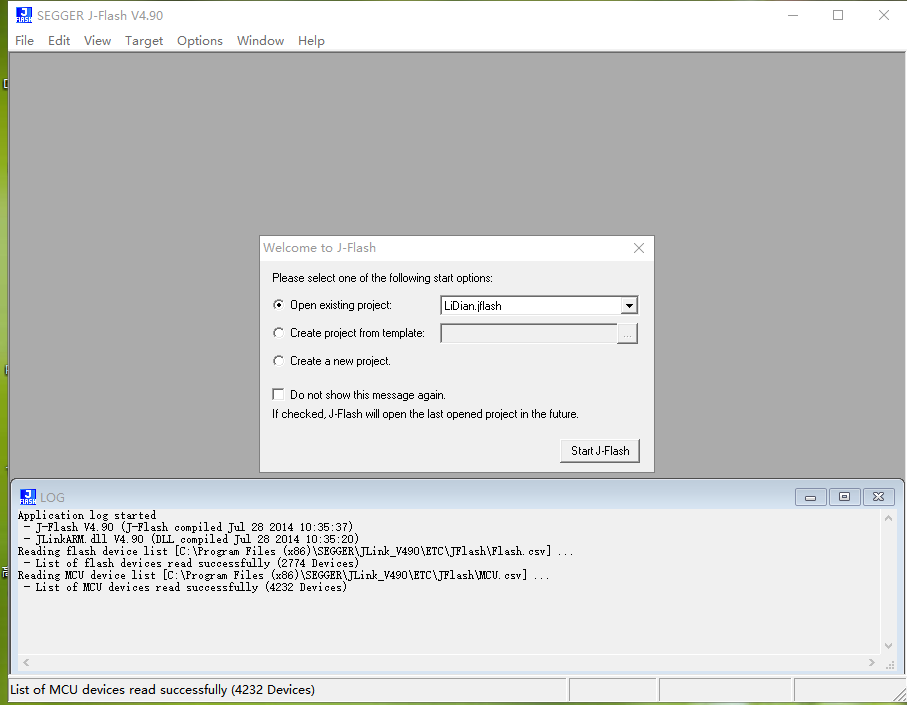 SEGGER J-Flash V4.90
File Edit View Target Options Window Help
Welcome to J-Flash
Please select one of the following start options:
Open existing project: LiDian.jflash
Create project from template: ...
Create a new project.
Do not show this message again.
If checked, J-Flash will open the last opened project in the future.
Start J-Flash
LOG
Application log started
- J-Flash V4.90 (J-Flash compiled Jul 28 2014 10:35:37)
- JLinkARM.dll V4.90 (DLL compiled Jul 28 2014 10:35:20)
Reading flash device list [C:\Program Files (x86)\SEGGER\JLink_V490\ETC\JFlash\Flash.csv] ...
- List of flash devices read successfully (2774 Devices)
Reading MCU device list [C:\Program Files (x86)\SEGGER\JLink_V490\ETC\JFlash\MCU.csv] ...
- List of MCU devices read successfully (4232 Devices)
List of MCU devices read successfully (4232 Devices)